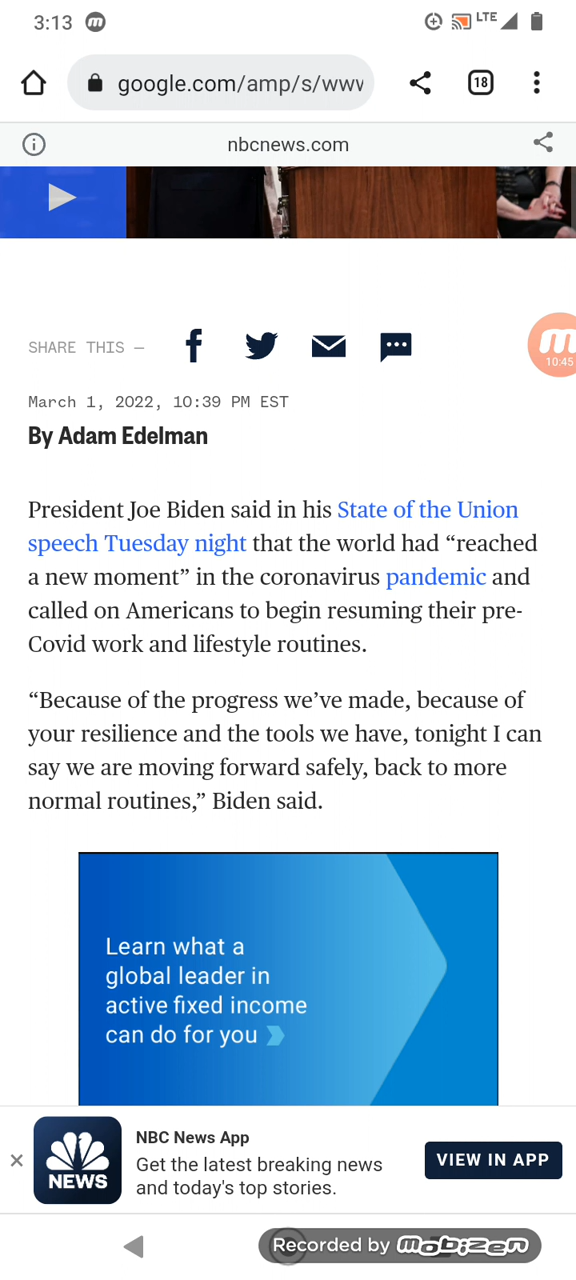 3:13 m LTE
google.com/amp/s/www 18
nbcnews.com
SHARE THIS —
m
10:45
March 1, 2022, 10:39 PM EST
By Adam Edelman
President Joe Biden said in his State of the Union
speech Tuesday night that the world had “reached
a new moment” in the coronavirus pandemic and
called on Americans to begin resuming their pre-
Covid work and lifestyle routines.
“Because of the progress we’ve made, because of
your resilience and the tools we have, tonight I can
say we are moving forward safely, back to more
normal routines,” Biden said.
Learn what a
global leader in
active fixed income
can do for you
NBC News App
Get the latest breaking news
and today's top stories.
NEWS
VIEW IN APP
Recorded by mobizen